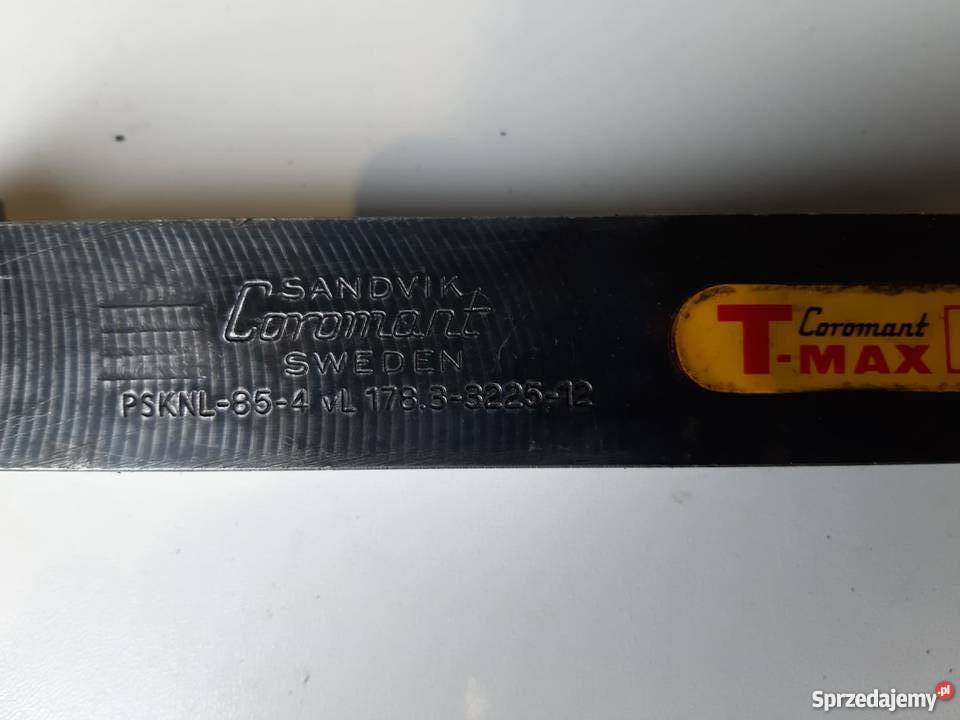 SANDVIK
Coromant
SWEDEN
PSKNL-85-4 vL 178.3-3225-12
T-MAX
Coromant
Sprzedajemy.pl